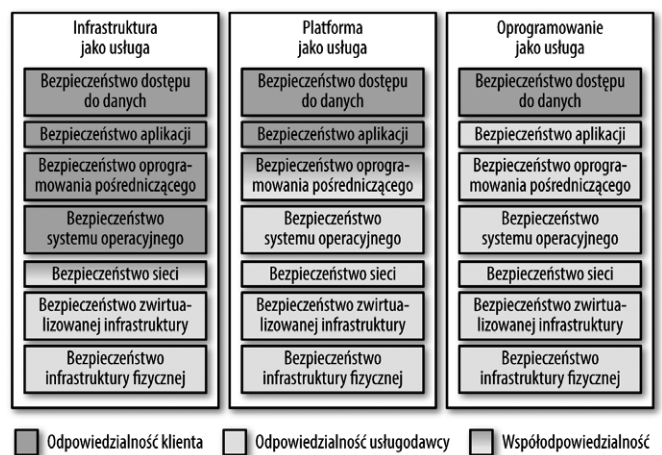 Infrastruktura
jako usługa
Bezpieczeństwo dostępu
do danych
Bezpieczeństwo aplikacji
Bezpieczeństwo oprogra-
mowania pośredniczącego
Bezpieczeństwo
systemu operacyjnego
Bezpieczeństwo sieci
Bezpieczeństwo zwirtua-
lizowanej infrastruktury
Bezpieczeństwo
infrastruktury fizycznej
Platforma
jako usługa
Bezpieczeństwo dostępu
do danych
Bezpieczeństwo aplikacji
Bezpieczeństwo oprogra-
mowania pośredniczącego
Bezpieczeństwo
systemu operacyjnego
Bezpieczeństwo sieci
Bezpieczeństwo zwirtua-
lizowanej infrastruktury
Bezpieczeństwo
infrastruktury fizycznej
Oprogramowanie
jako usługa
Bezpieczeństwo dostępu
do danych
Bezpieczeństwo aplikacji
Bezpieczeństwo oprogra-
mowania pośredniczącego
Bezpieczeństwo
systemu operacyjnego
Bezpieczeństwo sieci
Bezpieczeństwo zwirtua-
lizowanej infrastruktury
Bezpieczeństwo
infrastruktury fizycznej
Odpowiedzialność klienta
Odpowiedzialność usługodawcy
Współodpowiedzialność